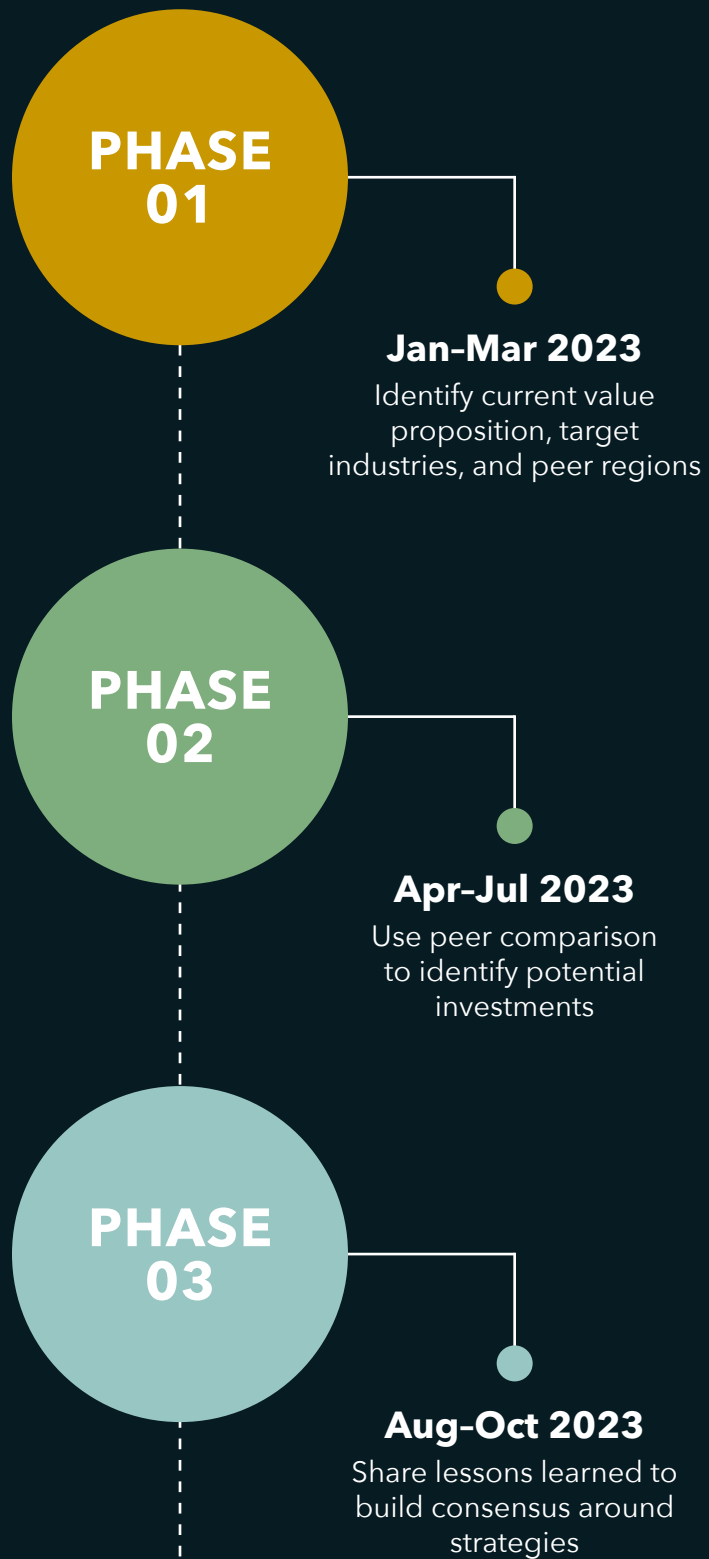 PHASE
01
Jan–Mar 2023
Identify current value
proposition, target
industries, and peer regions
PHASE
02
Apr–Jul 2023
Use peer comparison
to identify potential
investments
PHASE
03
Aug–Oct 2023
Share lessons learned to
build consensus around
strategies